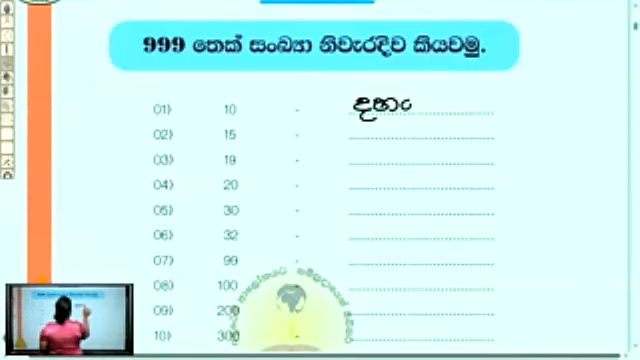 999 තෙක් සංඛ්‍යා නිවැරදිව කියවමු.
01) 10 - දහං
02) 15 -
03) 19 -
04) 20 -
05) 30 -
06) 32 -
07) 99 -
08) 100
09) 200
10) 300 -